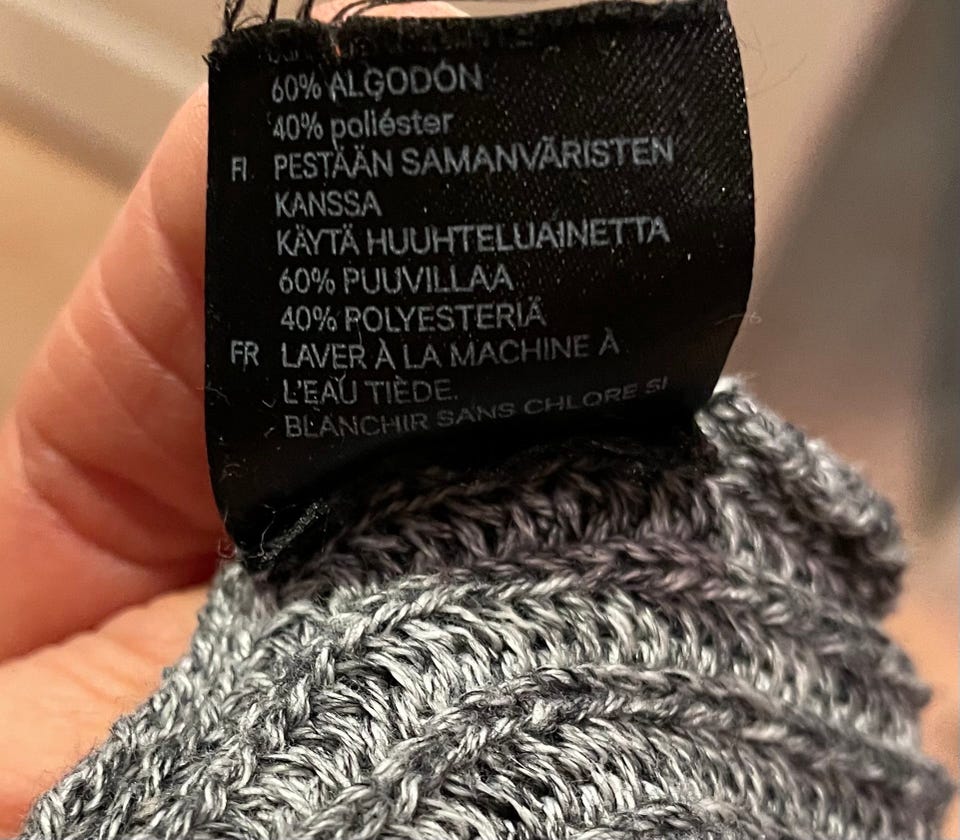 60% ALGODÓN
40% poliéster
FI PESTÄÄN SAMANVÄRISTEN
KANSSA
KÄYTÄ HUUHTELUAINETTA
60% PUUVILLAA
40% POLYESTERIÄ
FR LAVER À LA MACHINE À
L'EAU TIÈDE.
BLANCHIR SANS CHLORE SI